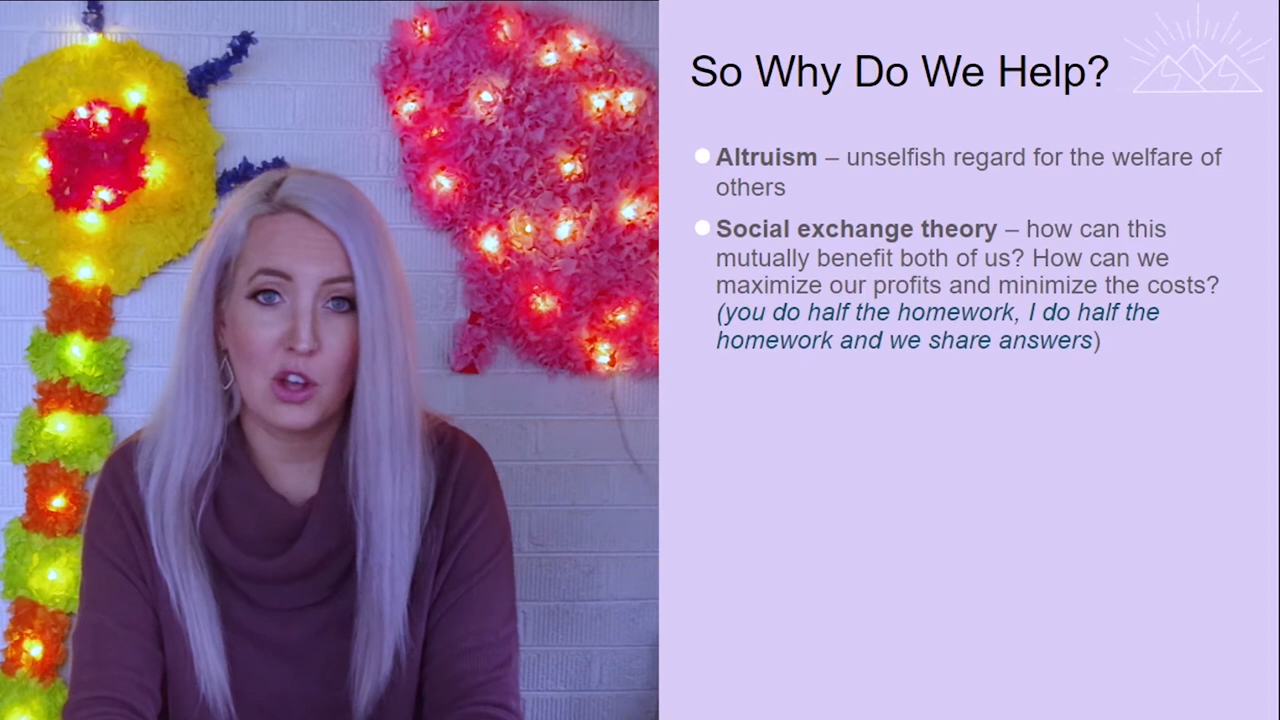 So Why Do We Help?
Altruism – unselfish regard for the welfare of
others
Social exchange theory – how can this
mutually benefit both of us? How can we
maximize our profits and minimize the costs?
(you do half the homework, I do half the
homework and we share answers)